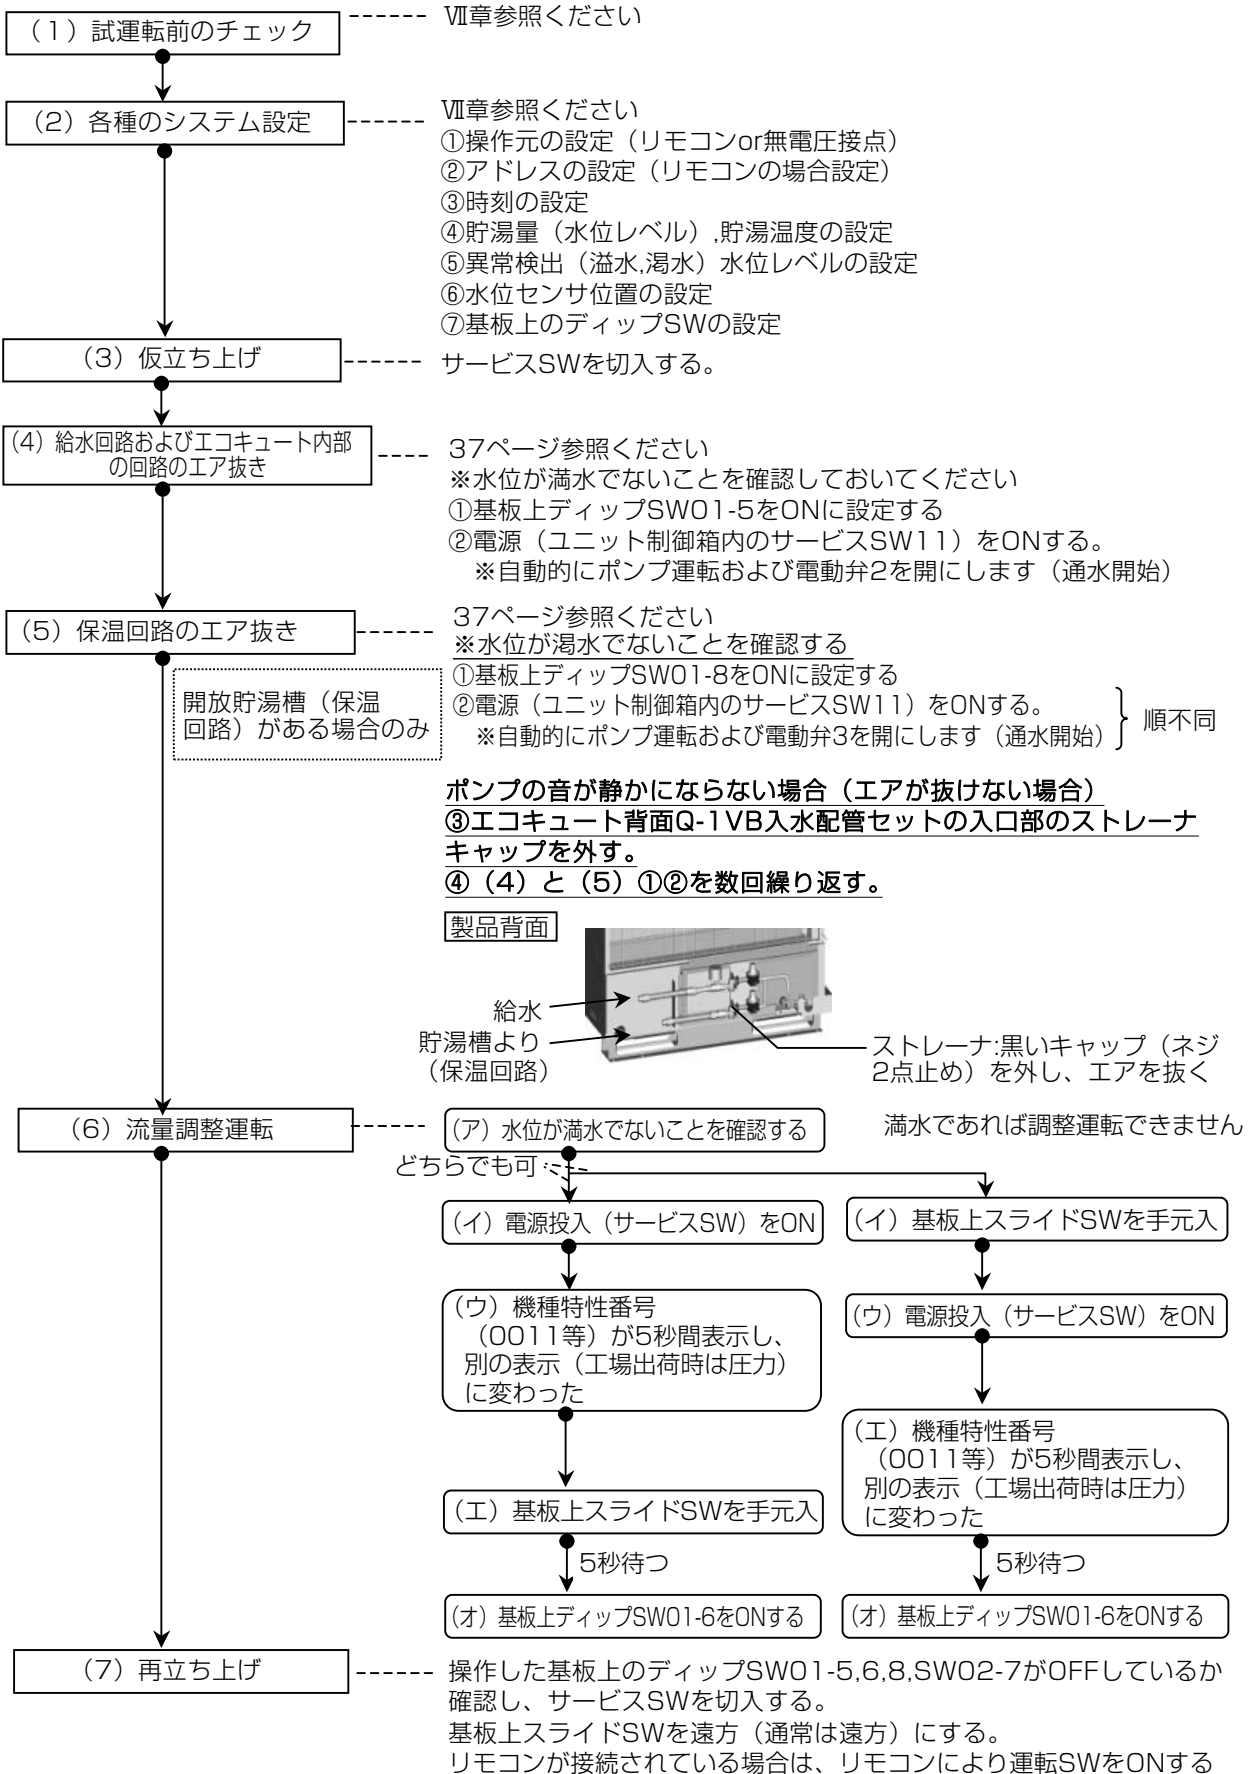 （1）試運転前のチェック
Ⅶ章参照ください
（2）各種のシステム設定
Ⅶ章参照ください
①操作元の設定（リモコンor無電圧接点）
②アドレスの設定（リモコンの場合設定）
③時刻の設定
④貯湯量（水位レベル）,貯湯温度の設定
⑤異常検出（溢水,渇水）水位レベルの設定
⑥水位センサ位置の設定
⑦基板上のディップSWの設定
（3）仮立ち上げ
サービスSWを切入する。
（4）給水回路およびエコキュート内部
の回路のエア抜き
37ページ参照ください
※水位が満水でないことを確認しておいてください
①基板上ディップSW01-5をONに設定する
②電源（ユニット制御箱内のサービスSW11）をONする。
※自動的にポンプ運転および電動弁2を開にします（通水開始）
（5）保温回路のエア抜き
開放貯湯槽（保温
回路）がある場合のみ
37ページ参照ください
※水位が渇水でないことを確認する
①基板上ディップSW01-8をONに設定する
②電源（ユニット制御箱内のサービスSW11）をONする。
※自動的にポンプ運転および電動弁3を開にします（通水開始）
順不同
ポンプの音が静かにならない場合（エアが抜けない場合）
③エコキュート背面Q-1VB入水配管セットの入口部のストレーナ
キャップを外す。
④（4）と（5）①②を数回繰り返す。
製品背面
給水
貯湯槽より
（保温回路）
ストレーナ:黒いキャップ（ネジ
2点止め）を外し、エアを抜く
（6）流量調整運転
（ア）水位が満水でないことを確認する
満水であれば調整運転できません
どちらでも可
（イ）電源投入（サービスSW）をON
（ウ）機種特性番号
（0011等）が5秒間表示し、
別の表示（工場出荷時は圧力）
に変わった
（エ）基板上スライドSWを手元入
5秒待つ
（オ）基板上ディップSW01-6をONする
（イ）基板上スライドSWを手元入
（ウ）電源投入（サービスSW）をON
（エ）機種特性番号
（0011等）が5秒間表示し、
別の表示（工場出荷時は圧力）
に変わった
5秒待つ
（オ）基板上ディップSW01-6をONする
（7）再立ち上げ
操作した基板上のディップSW01-5,6,8,SW02-7がOFFしているか
確認し、サービスSWを切入する。
基板上スライドSWを遠方（通常は遠方）にする。
リモコンが接続されている場合は、リモコンにより運転SWをONする